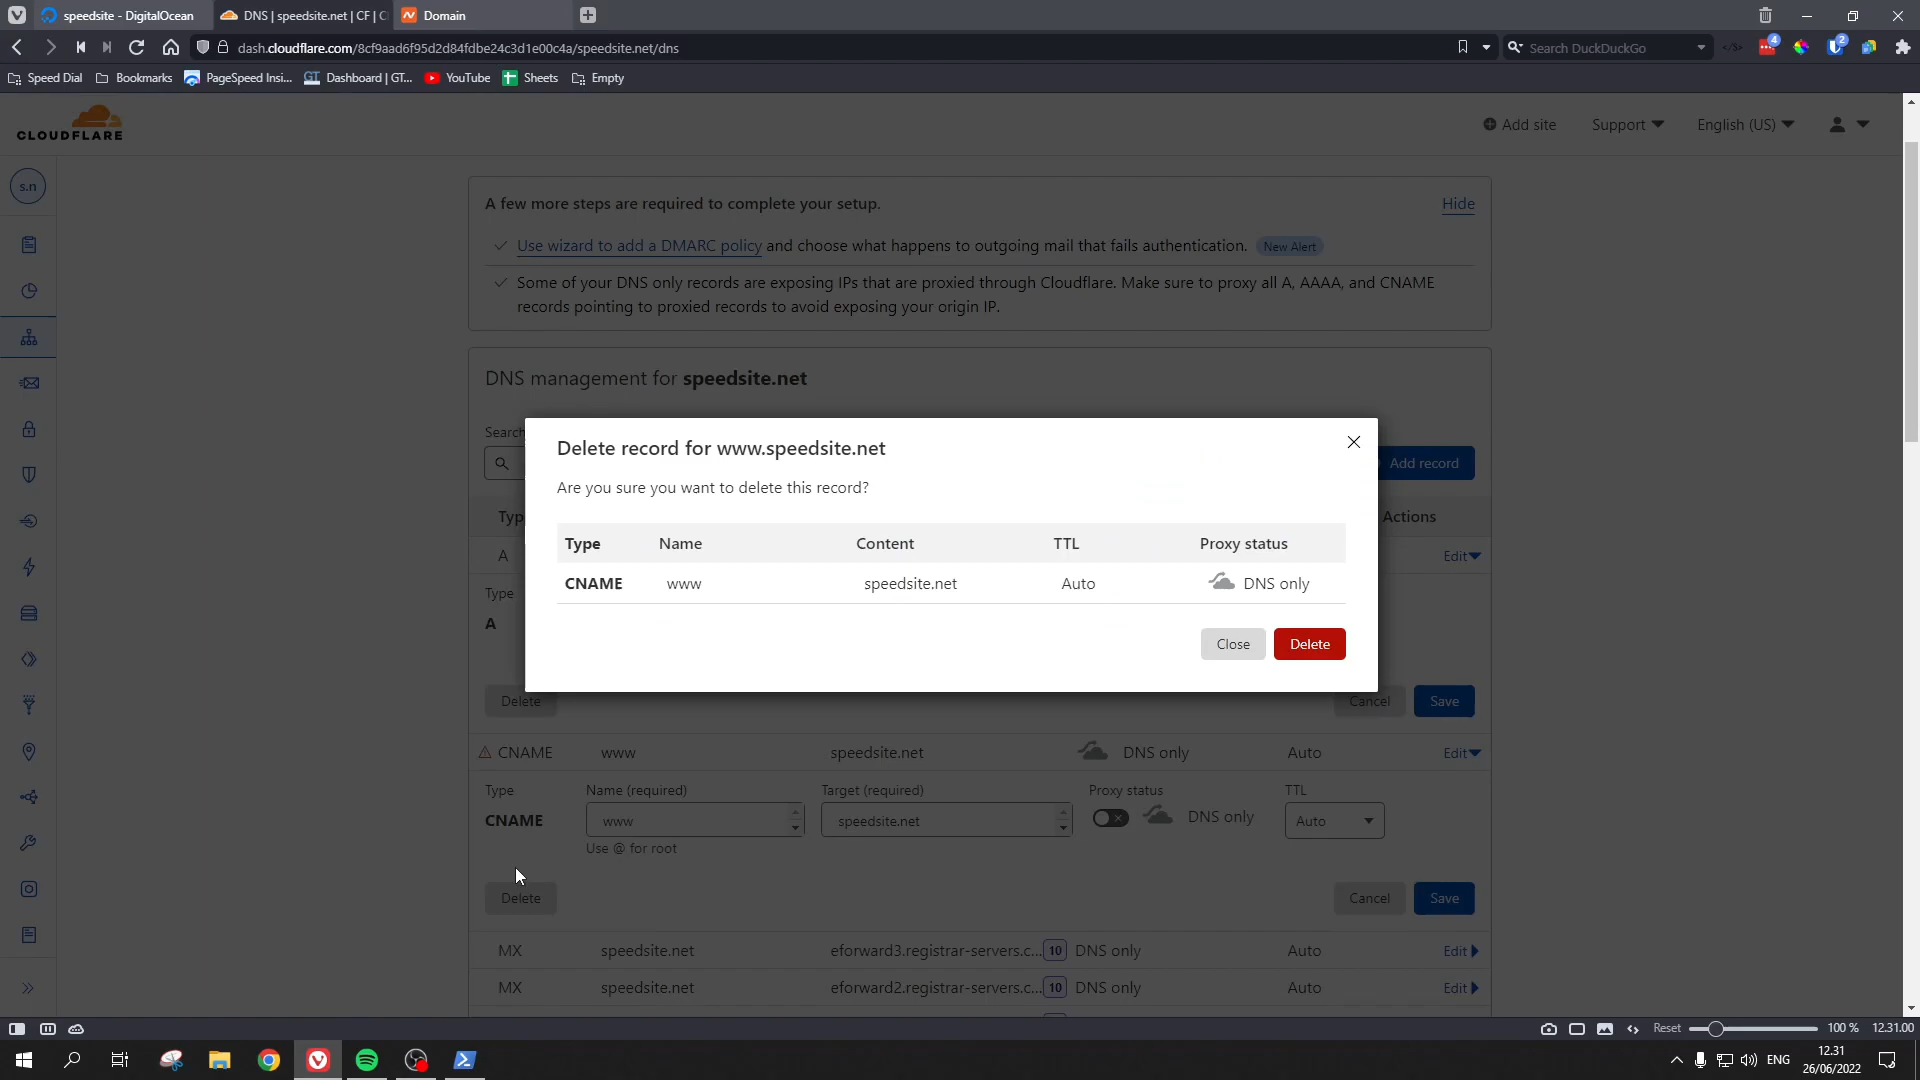 speedsite - DigitalOcean
DNS | speedsite.net | CF | C
Domain
dash.cloudflare.com/8cf9aad6f95d2d84fdbe24c3d1e00c4a/speedsite.net/dns
Search DuckDuckGo
4
2
Speed Dial
Bookmarks
PageSpeed Insi...
GT
Dashboard | GT...
YouTube
Sheets
Empty
CLOUDFLARE
Add site
Support
English (US)
s.n
A few more steps are required to complete your setup.
Hide
Use wizard to add a DMARC policy and choose what happens to outgoing mail that fails authentication.
New Alert
Some of your DNS only records are exposing IPs that are proxied through Cloudflare. Make sure to proxy all A, AAAA, and CNAME
records pointing to proxied records to avoid exposing your origin IP.
DNS management for speedsite.net
Search
Add record
Delete record for www.speedsite.net
Are you sure you want to delete this record?
Type Name Content TTL Proxy status
CNAME www speedsite.net Auto DNS only
Close
Delete
Typ
Actions
A
Edit
Type
A
Delete
Cancel
Save
CNAME www speedsite.net DNS only Auto Edit
Type Name (required) Target (required) Proxy status TTL
CNAME www speedsite.net DNS only Auto
Use @ for root
Delete
Cancel
Save
MX speedsite.net eforward3.registrar-servers.c... 10 DNS only Auto Edit
MX speedsite.net eforward2.registrar-servers.c... 10 DNS only Auto Edit
Reset
100 %
12.31.00
ENG
12.31
26/06/2022